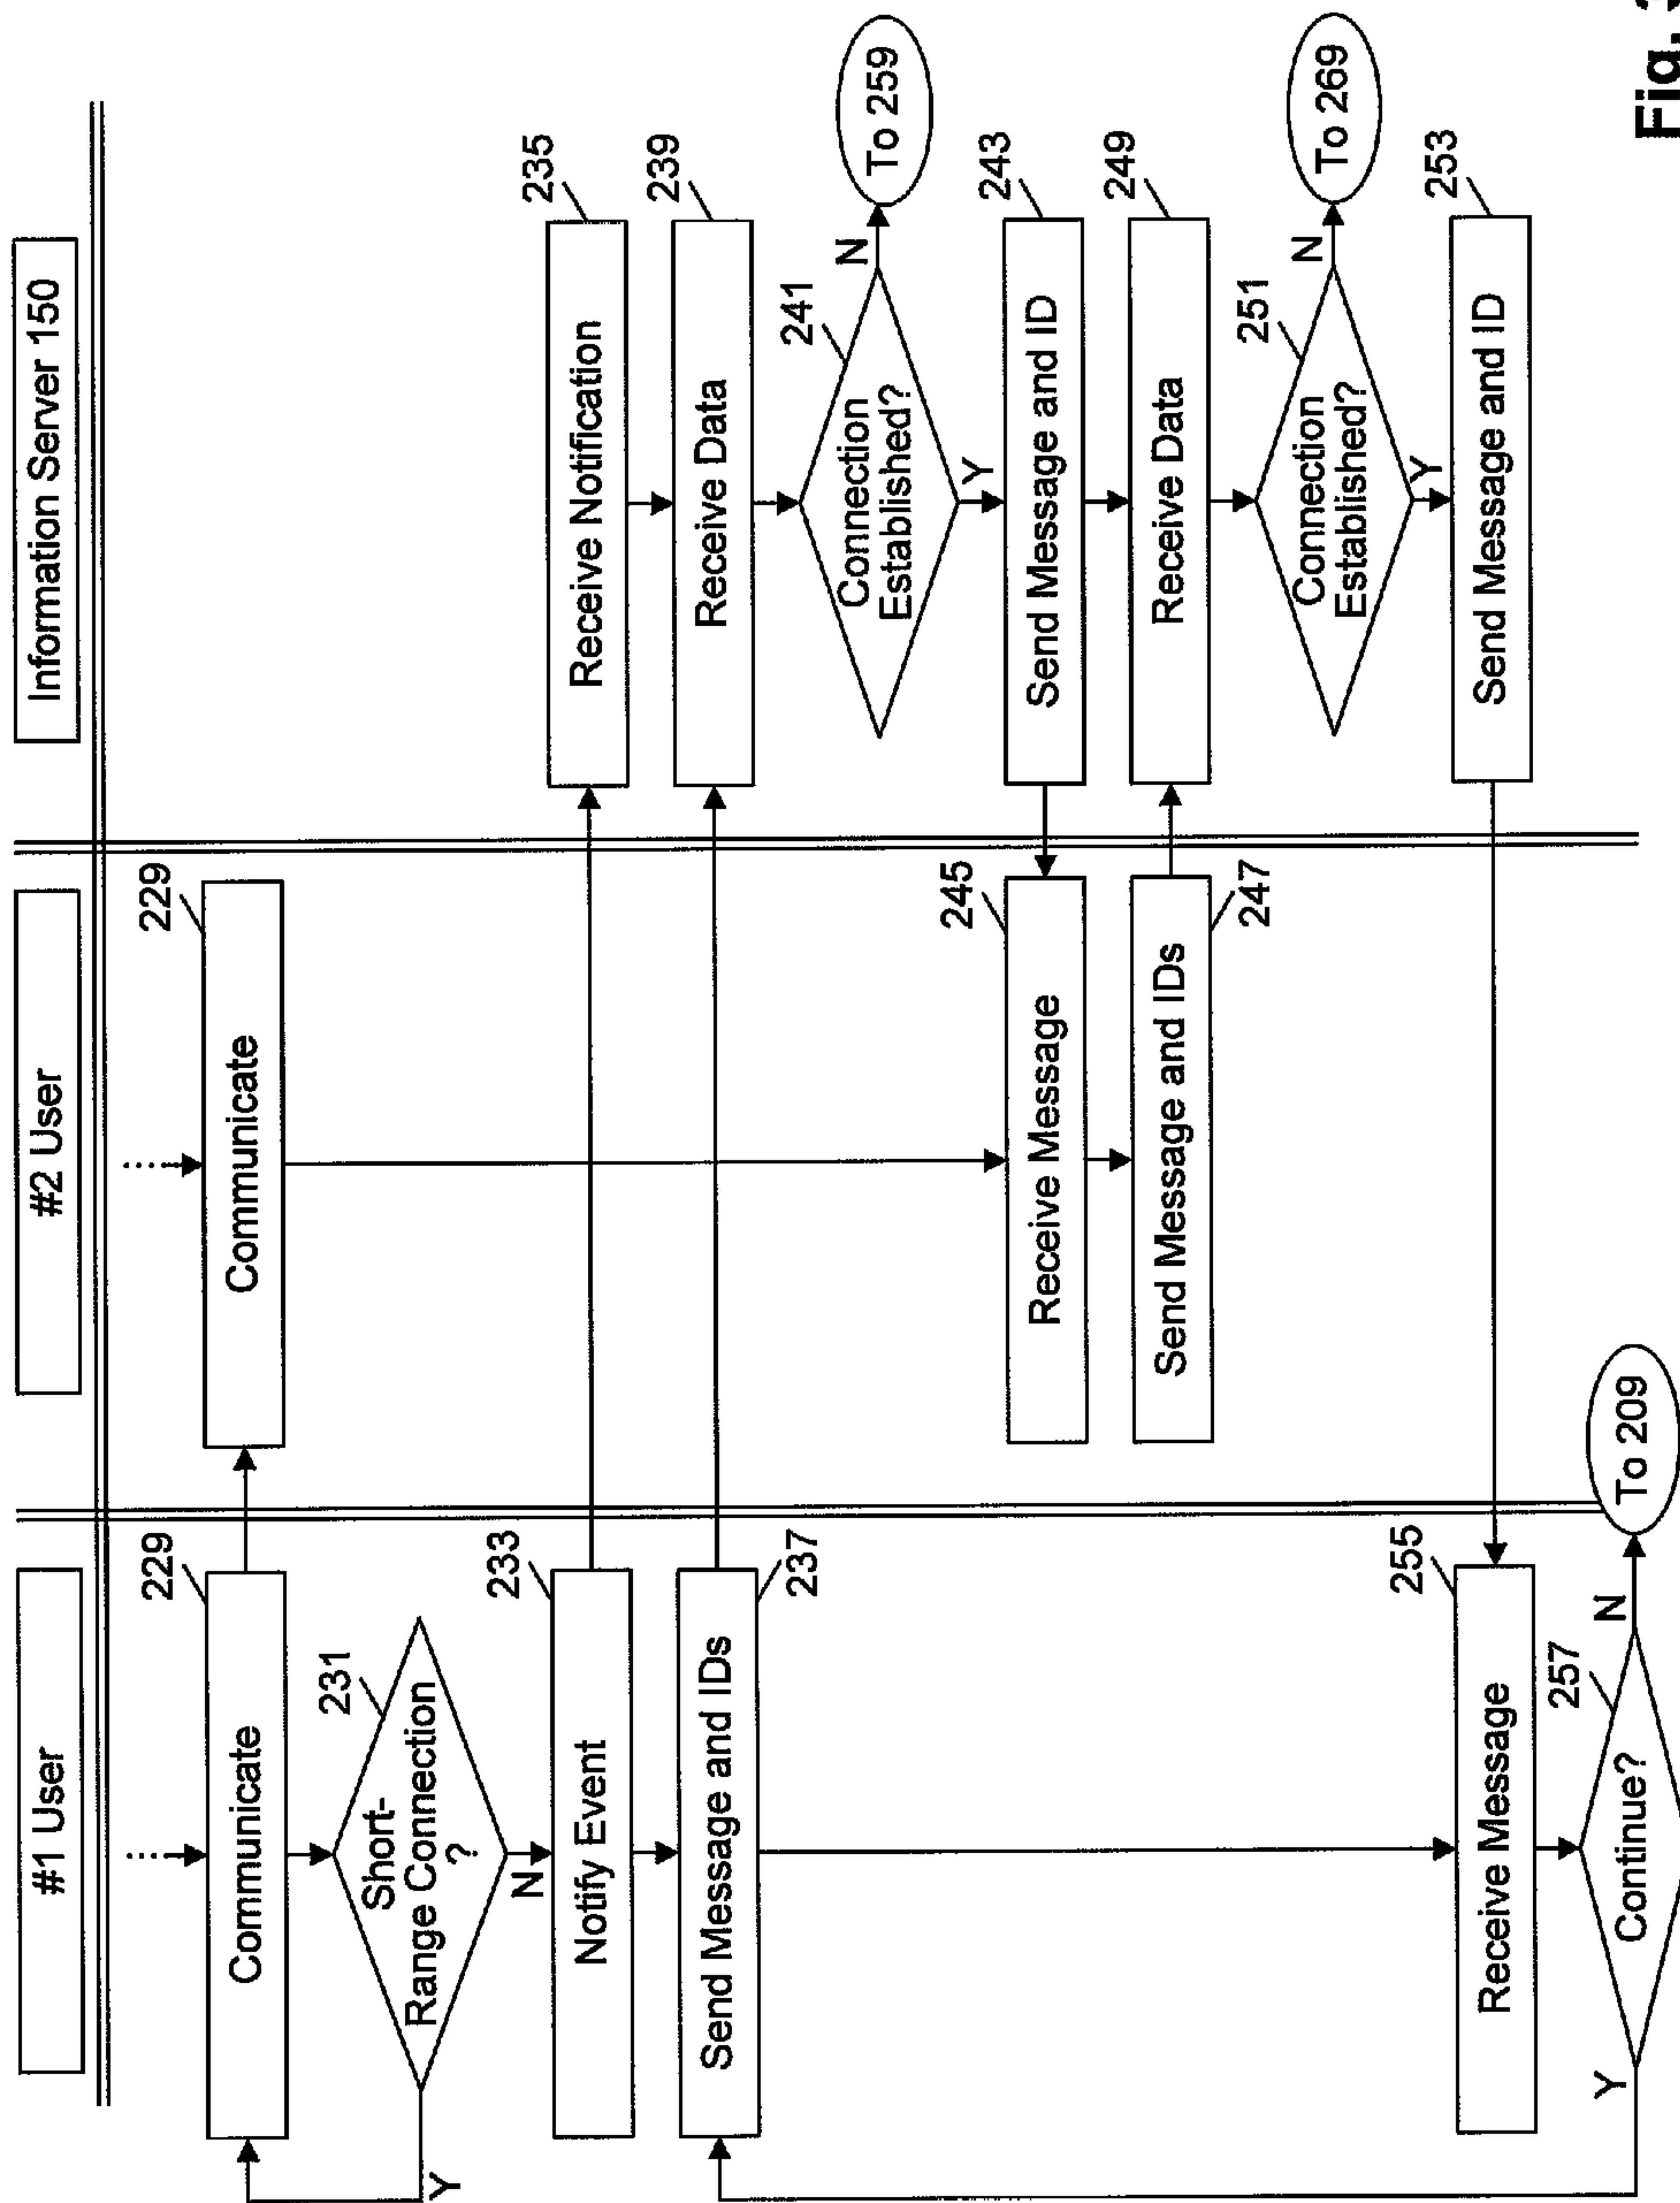 #1 User
#2 User
Information Server 150
229
Communicate
229
Communicate
231
Short-
Range Connection
?
Y
N
233
Notify Event
235
Receive Notification
237
Send Message and IDs
239
Receive Data
241
Connection
Established?
N
To 259
Y
243
Send Message and ID
245
Receive Message
247
Send Message and IDs
249
Receive Data
251
Connection
Established?
N
To 269
Y
253
Send Message and ID
255
Receive Message
257
Continue?
Y
N
To 209
Fig.